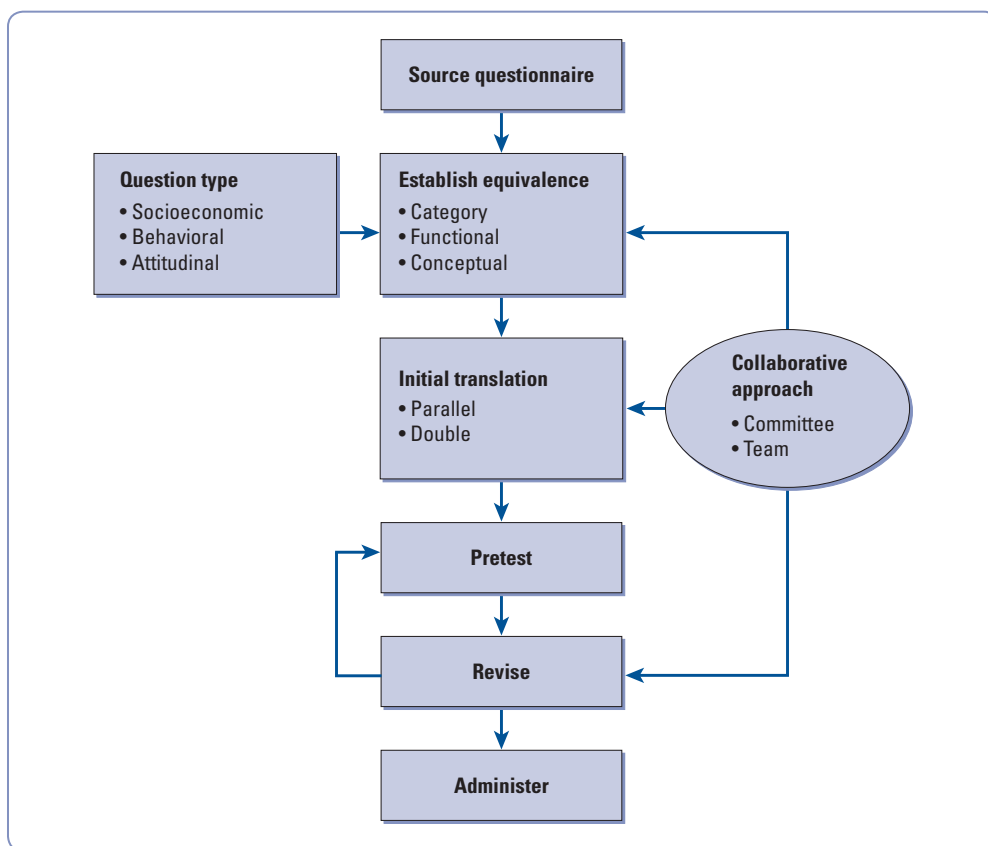 Source questionnaire
Question type
• Socioeconomic
• Behavioral
• Attitudinal
Establish equivalence
• Category
• Functional
• Conceptual
Initial translation
• Parallel
• Double
Collaborative
approach
• Committee
• Team
Pretest
Revise
Administer